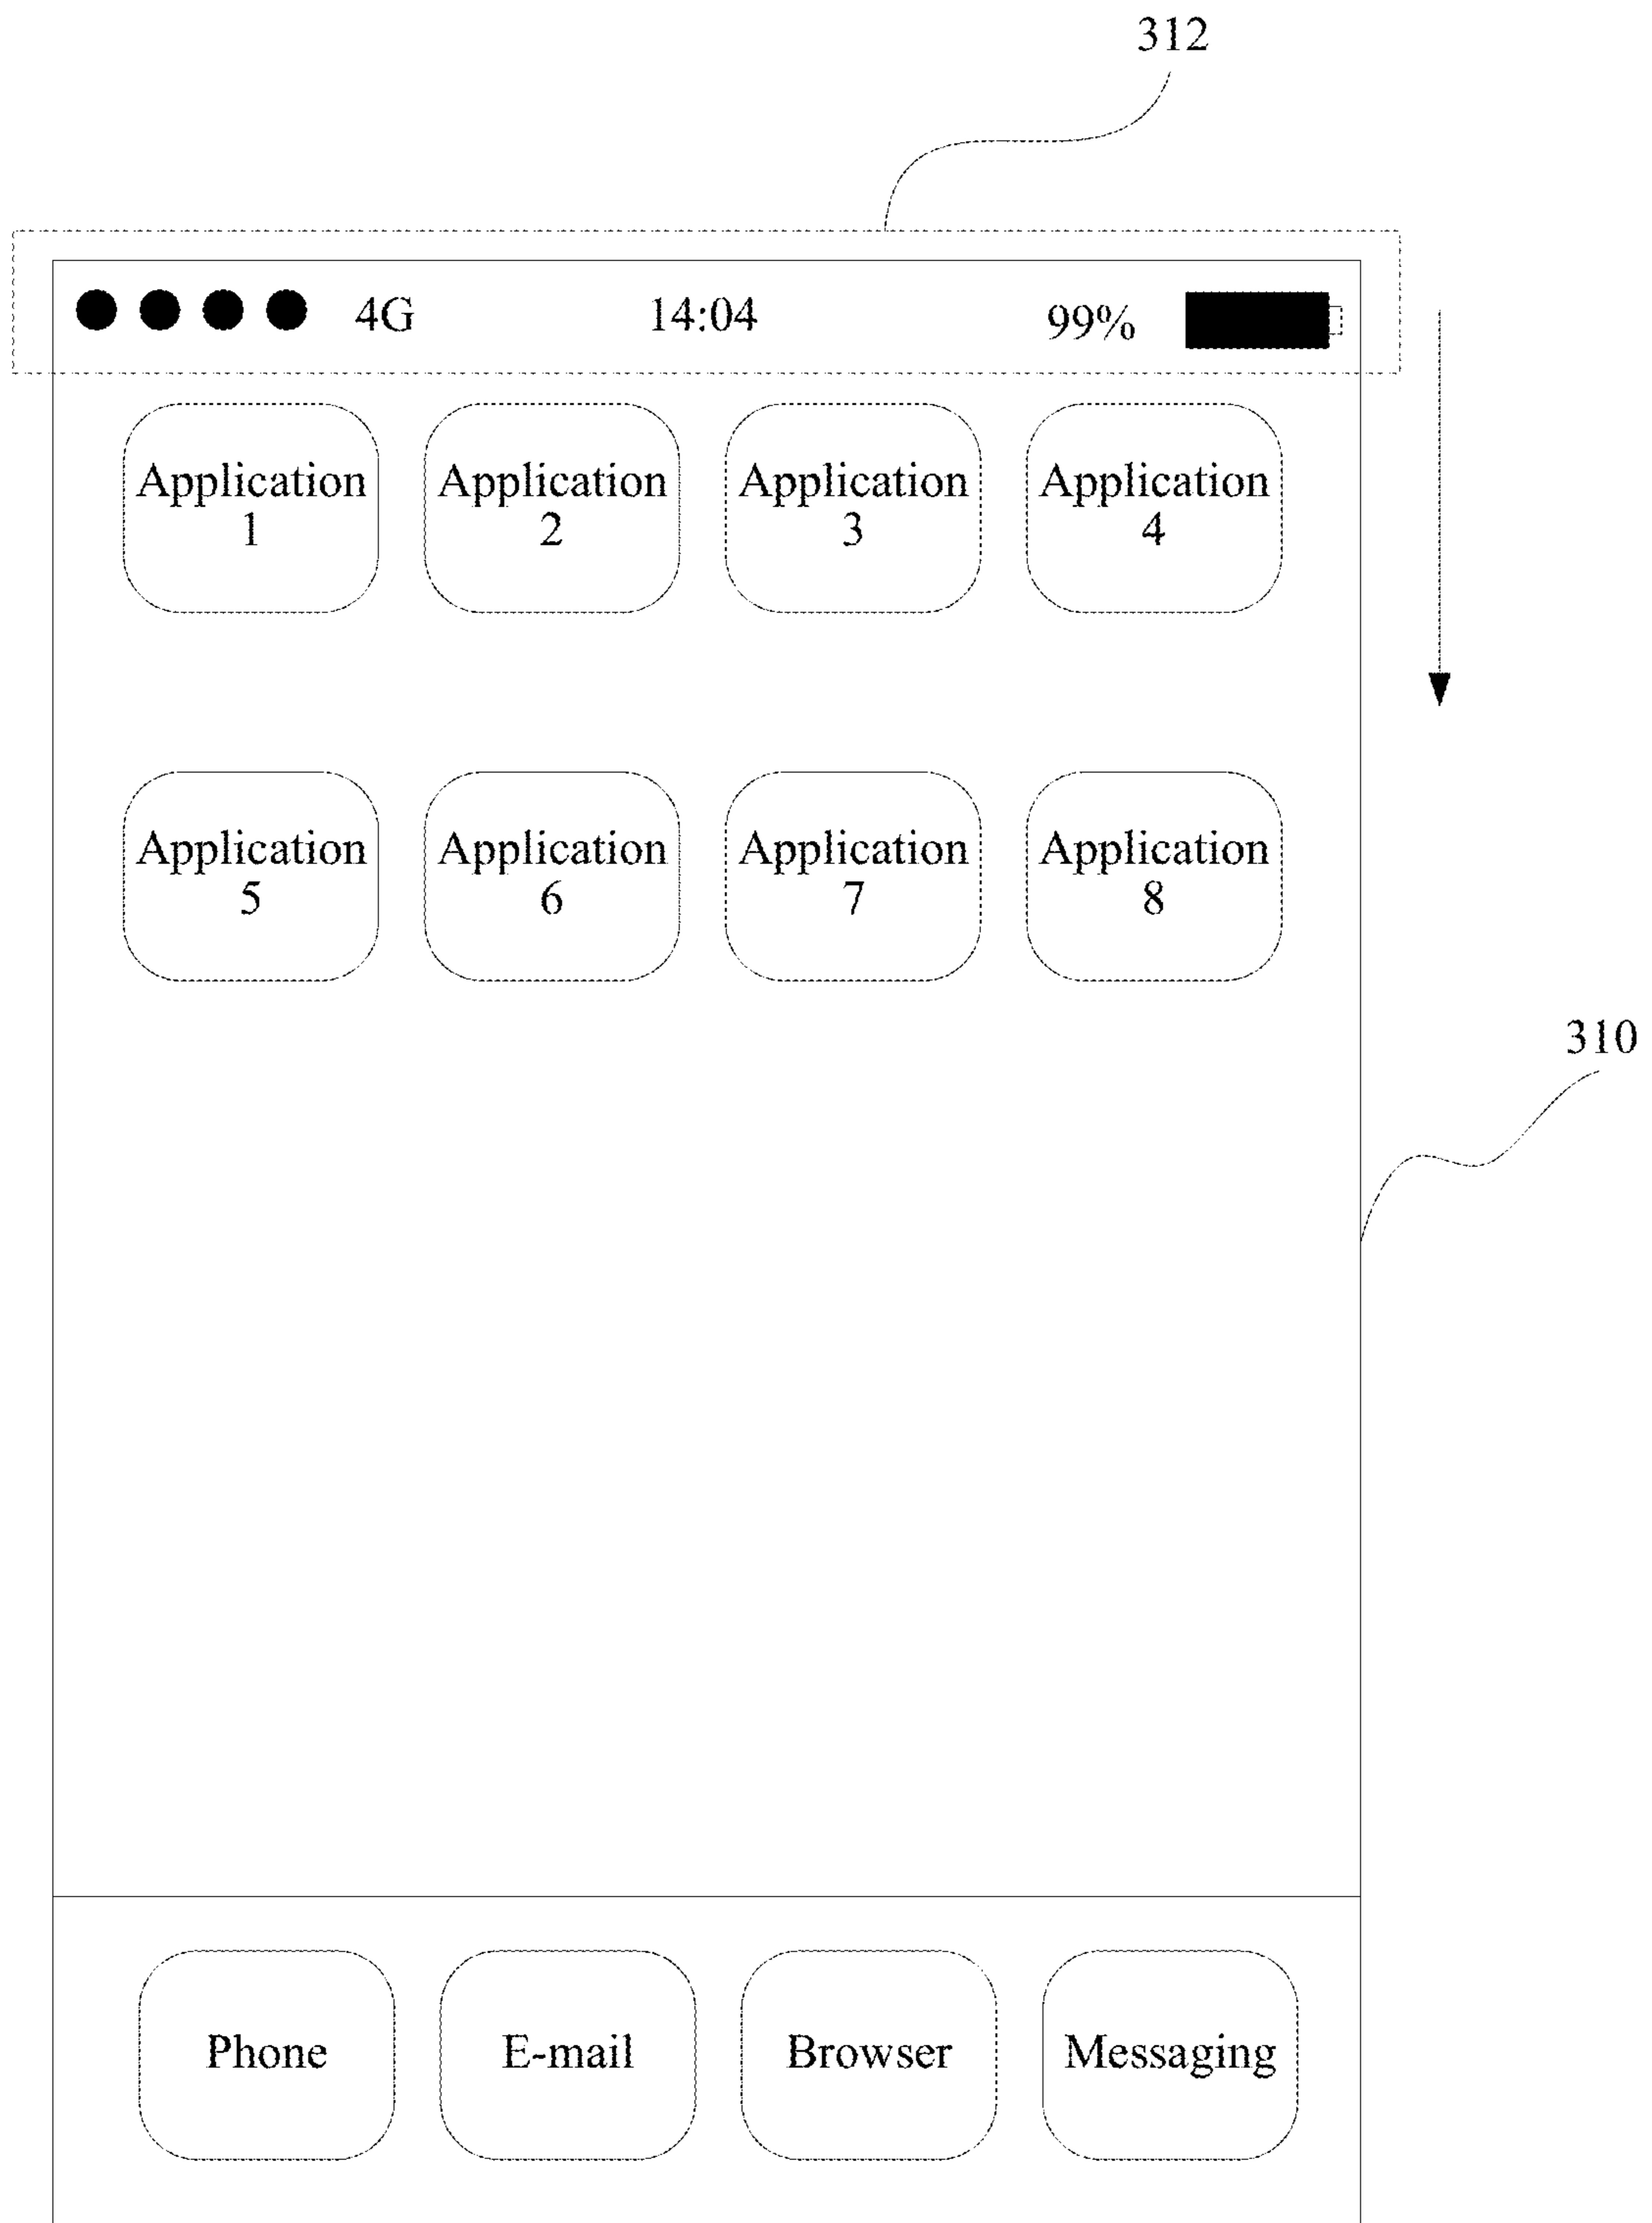 312
4G 14:04 99%
Application Application Application Application
1 2 3 4
Application Application Application Application
5 6 7 8
310
Phone E-mail Browser Messaging